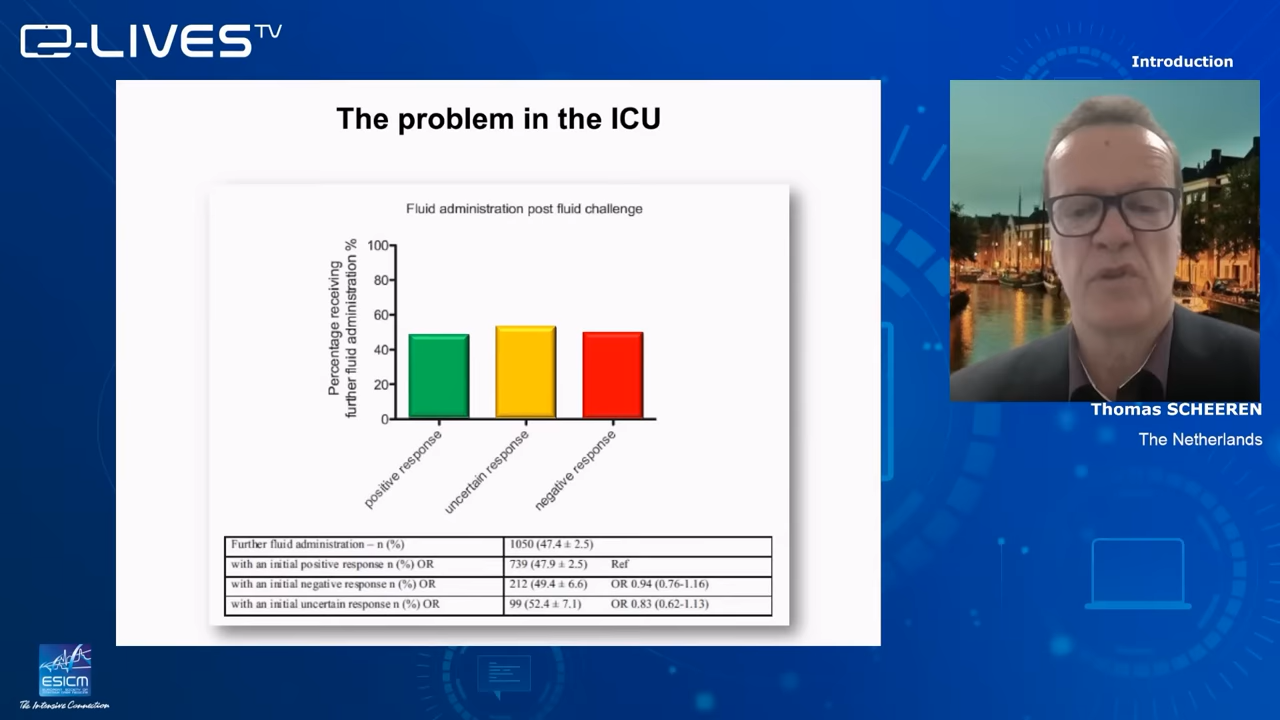 e-LIVES TV
Introduction
The problem in the ICU
Fluid administration post fluid challenge
Percentage receiving
further fluid administration %
100
80
60
40
20
0
positive response
uncertain response
negative response
Further fluid administration – n (%) 1050 (47.4 ± 2.5)
with an initial positive response n (%) OR 739 (47.9 ± 2.5) Ref
with an initial negative response n (%) OR 212 (49.4 ± 6.6) OR 0.94 (0.76-1.16)
with an initial uncertain response n (%) OR 99 (52.4 ± 7.1) OR 0.83 (0.62-1.13)
Thomas SCHEEREN
The Netherlands
ESICM
The Intensive Connection